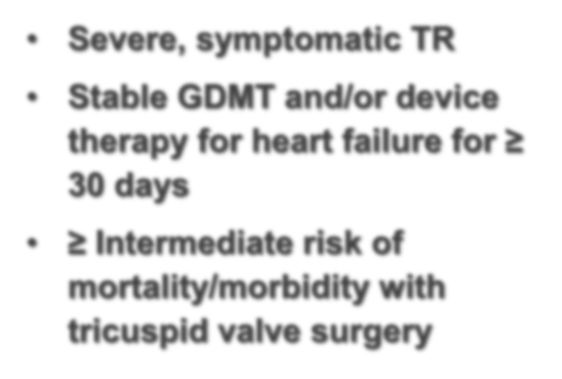 • Severe, symptomatic TR
• Stable GDMT and/or device
therapy for heart failure for ≥
30 days
• ≥ Intermediate risk of
mortality/morbidity with
tricuspid valve surgery